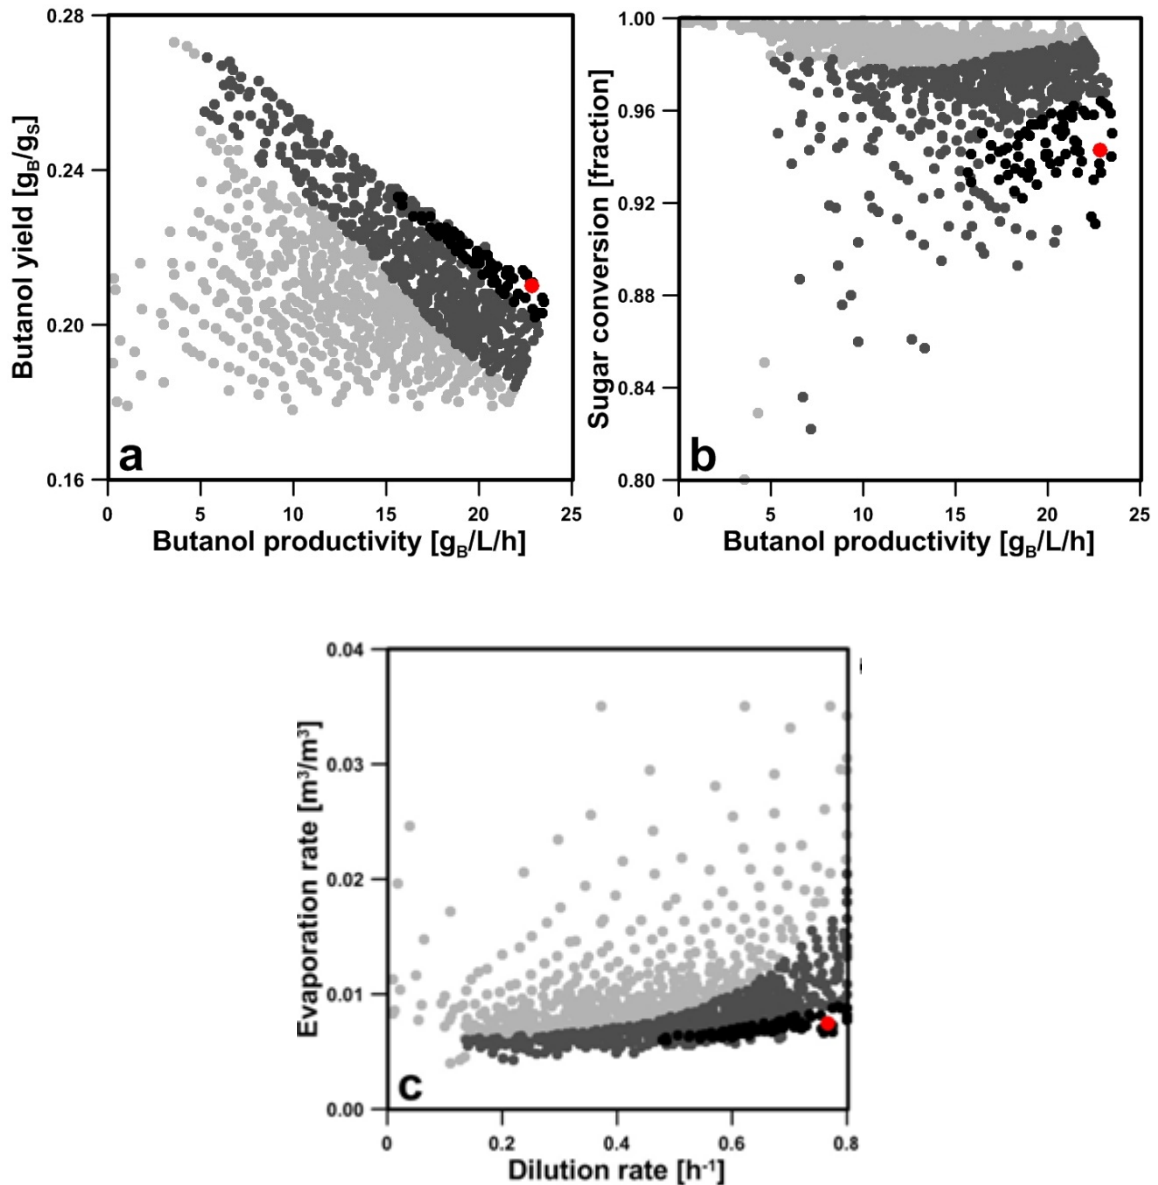 0.28
0.24
0.20
0.16
Butanol yield [gB/gS]
a
0 5 10 15 20 25
Butanol productivity [gB/L/h]
1.00
0.96
0.92
0.88
0.84
0.80
Sugar conversion [fraction]
b
0 5 10 15 20 25
Butanol productivity [gB/L/h]
0.04
0.03
0.02
0.01
0.00
Evaporation rate [m³/m³]
c
0 0.2 0.4 0.6 0.8
Dilution rate [h⁻¹]